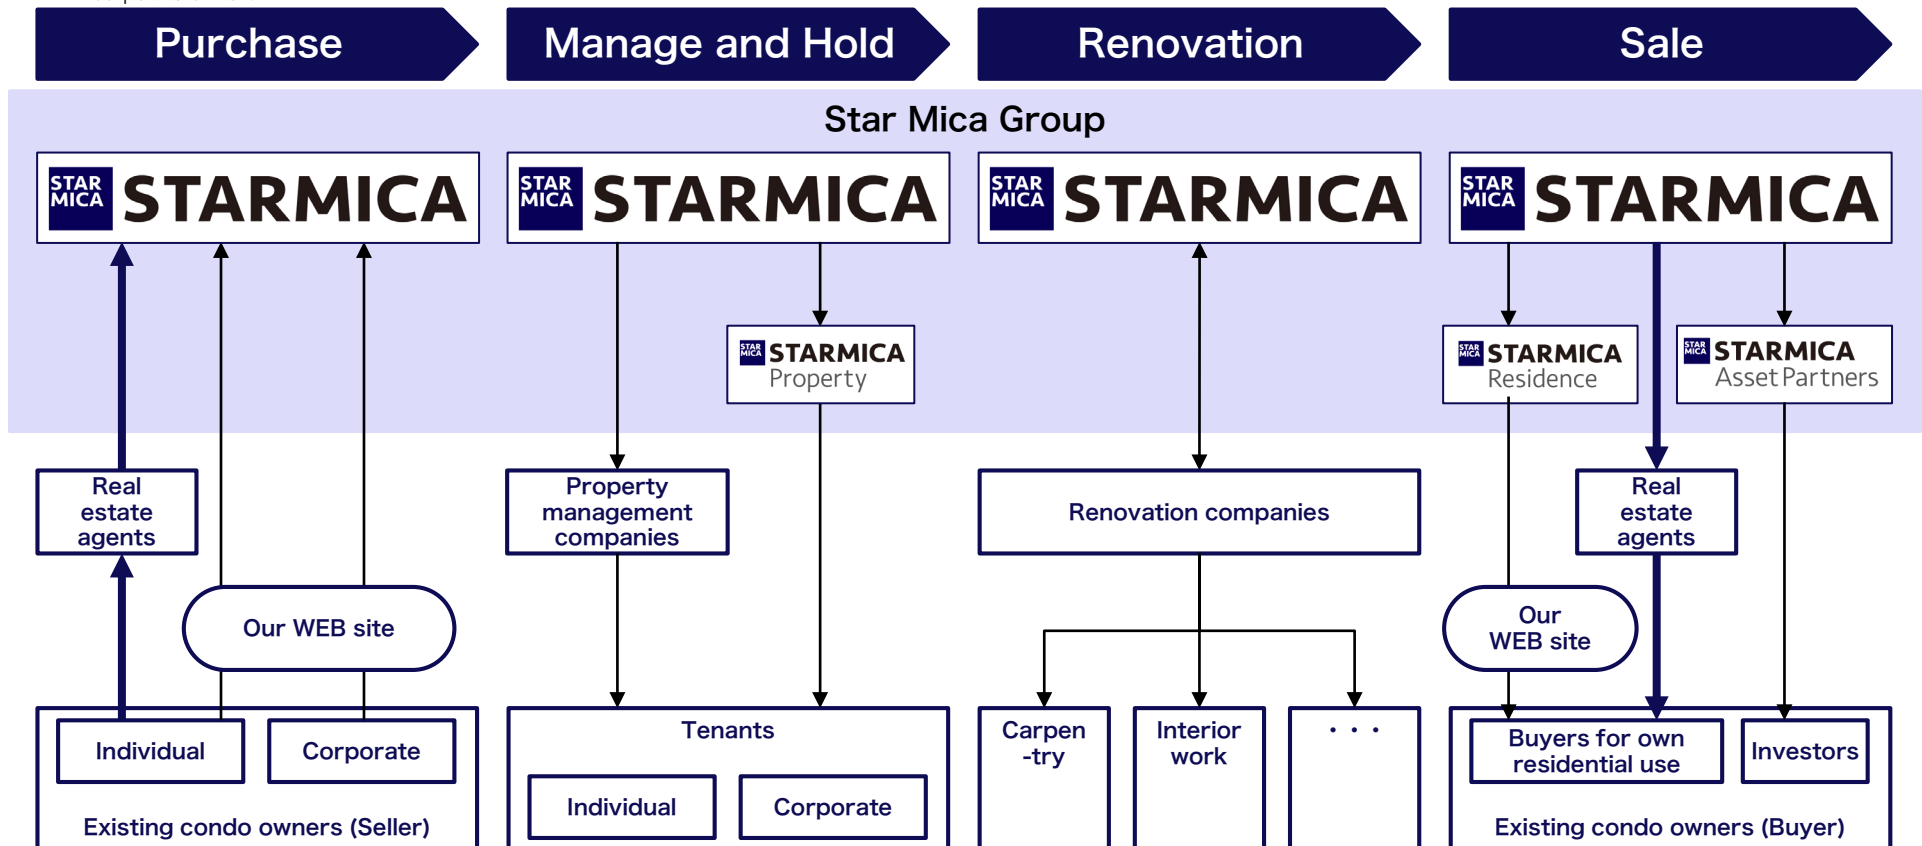 Purchase
Manage and Hold
Renovation
Sale
Star Mica Group
STAR
MICA
STARMICA
STAR
MICA
STARMICA
STAR
MICA
STARMICA
STAR
MICA
STARMICA
STAR
MICA
STARMICA
Property
STAR
MICA
STARMICA
Residence
STAR
MICA
STARMICA
Asset Partners
Real
estate
agents
Property
management
companies
Renovation companies
Real
estate
agents
Our WEB site
Our
WEB site
Individual
Corporate
Existing condo owners (Seller)
Tenants
Individual
Corporate
Carpen
-try
Interior
work
・・・
Buyers for own
residential use
Investors
Existing condo owners (Buyer)